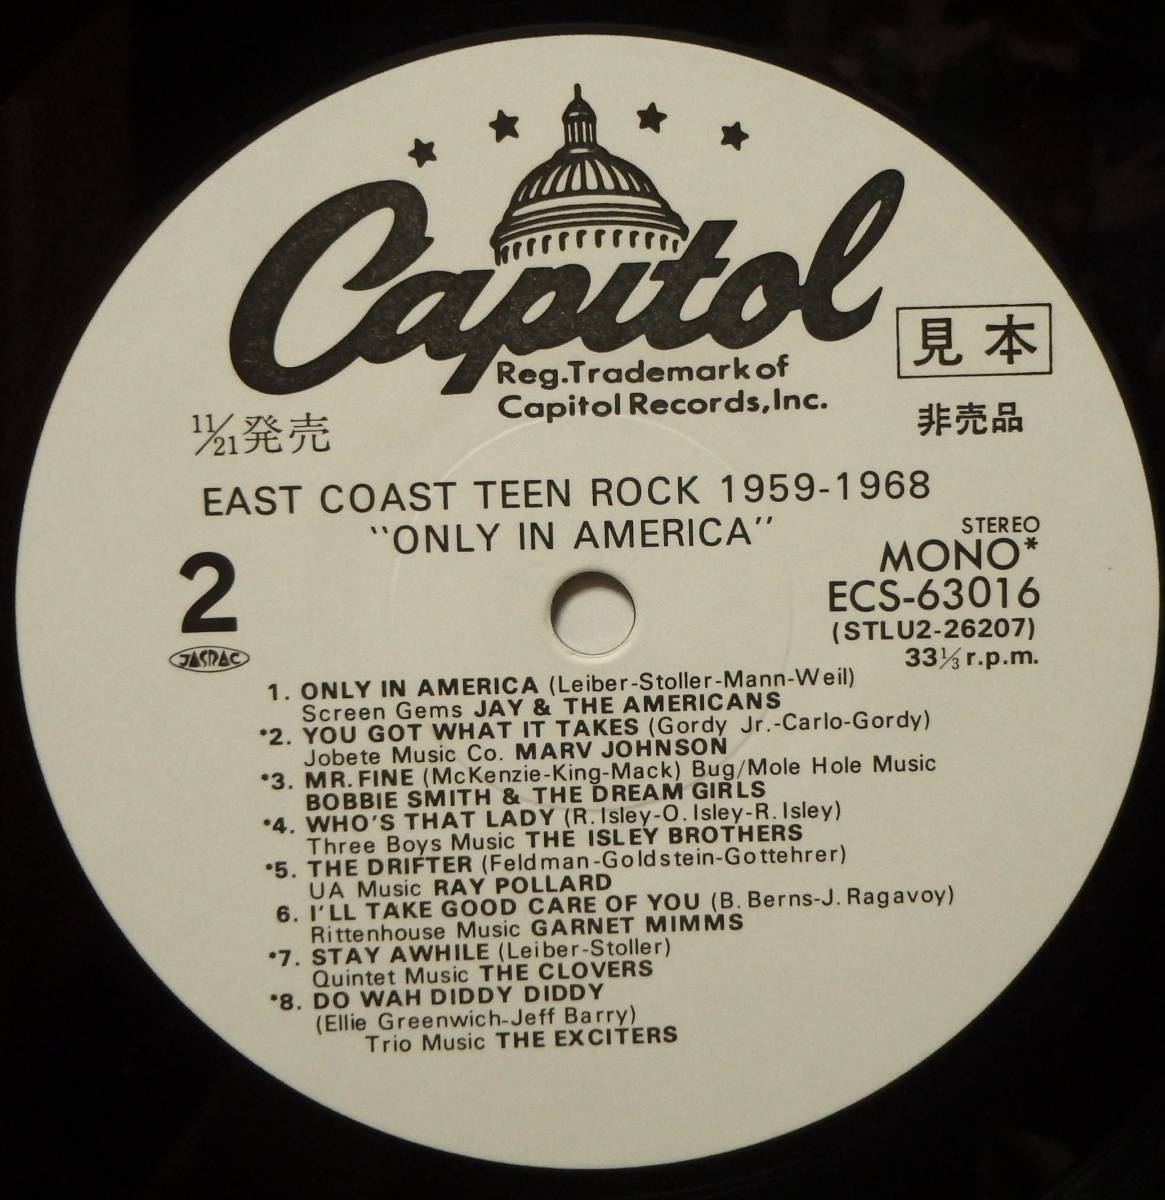 Capitol
Reg.Trademark of
Capitol Records,Inc.
見本
非売品
11/21発売
EAST COAST TEEN ROCK 1959-1968
"ONLY IN AMERICA"
2
JASRAC
STEREO
MONO*
ECS-63016
(STLU2-26207)
33⅓ r.p.m.
1. ONLY IN AMERICA (Leiber-Stoller-Mann-Weil)
Screen Gems JAY & THE AMERICANS
*2. YOU GOT WHAT IT TAKES (Gordy Jr.-Carlo-Gordy)
Jobete Music Co. MARV JOHNSON
*3. MR. FINE (McKenzie-King-Mack) Bug/Mole Hole Music
BOBBIE SMITH & THE DREAM GIRLS
*4. WHO'S THAT LADY (R. Isley-O. Isley-R. Isley)
Three Boys Music THE ISLEY BROTHERS
*5. THE DRIFTER (Feldman-Goldstein-Gottehrer)
UA Music RAY POLLARD
6. I'LL TAKE GOOD CARE OF YOU (B. Berns-J. Ragavoy)
Rittenhouse Music GARNET MIMMS
*7. STAY AWHILE (Leiber-Stoller)
Quintet Music THE CLOVERS
*8. DO WAH DIDDY DIDDY
(Ellie Greenwich-Jeff Barry)
Trio Music THE EXCITERS